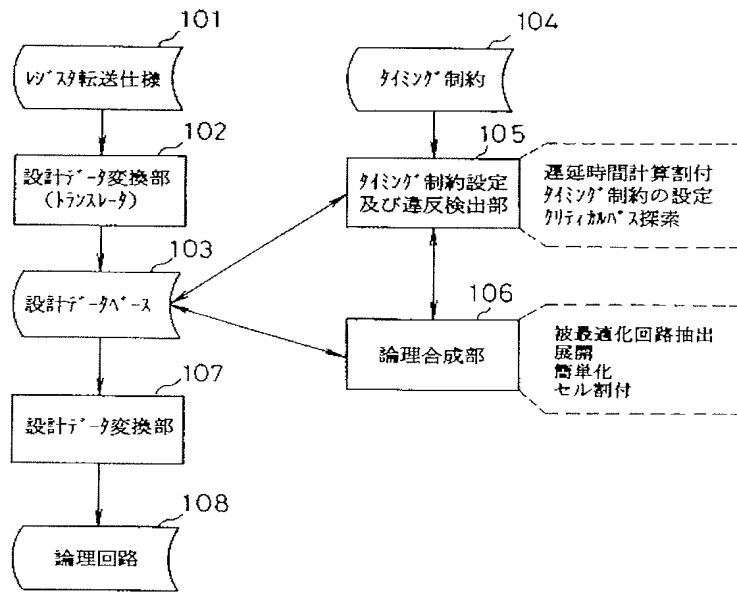 101
ﾚｼﾞｽﾀ転送仕様
102
設計ﾃﾞｰﾀ変換部
(ﾄﾗﾝｽﾚｰﾀ)
103
設計ﾃﾞｰﾀﾍﾞｰｽ
107
設計ﾃﾞｰﾀ変換部
108
論理回路
104
ﾀｲﾐﾝｸﾞ制約
105
ﾀｲﾐﾝｸﾞ制約設定
及び違反検出部
遅延時間計算割付
ﾀｲﾐﾝｸﾞ制約の設定
ｸﾘﾃｨｶﾙﾊﾟｽ探索
106
論理合成部
被最適化回路抽出
展開
簡単化
セル割付